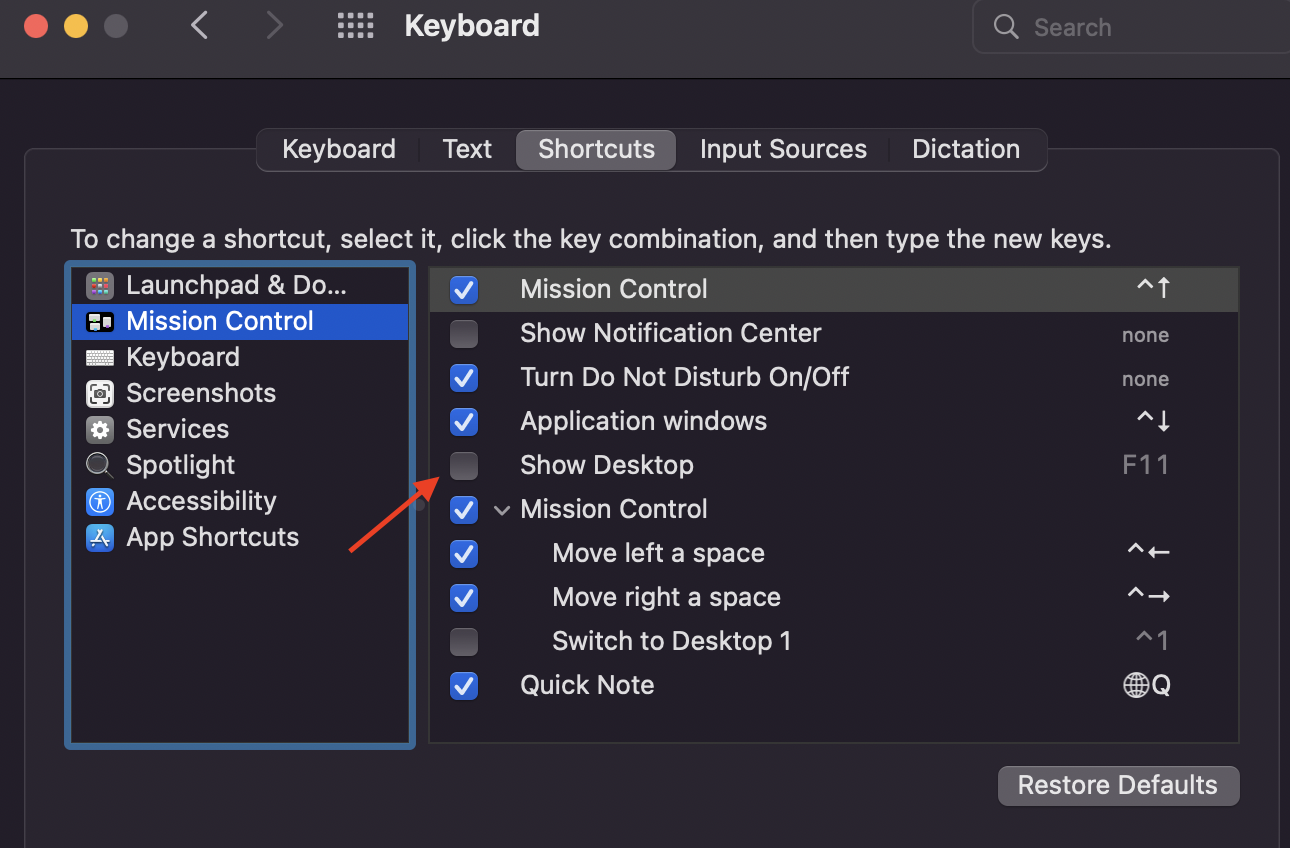 Keyboard
Search
Keyboard Text Shortcuts Input Sources Dictation
To change a shortcut, select it, click the key combination, and then type the new keys.
Launchpad & Do...
Mission Control
Keyboard
Screenshots
Services
Spotlight
Accessibility
App Shortcuts
Mission Control ^↑
Show Notification Center none
Turn Do Not Disturb On/Off none
Application windows ^↓
Show Desktop F11
Mission Control
Move left a space ^←
Move right a space ^→
Switch to Desktop 1 ^1
Quick Note 🌐Q
Restore Defaults